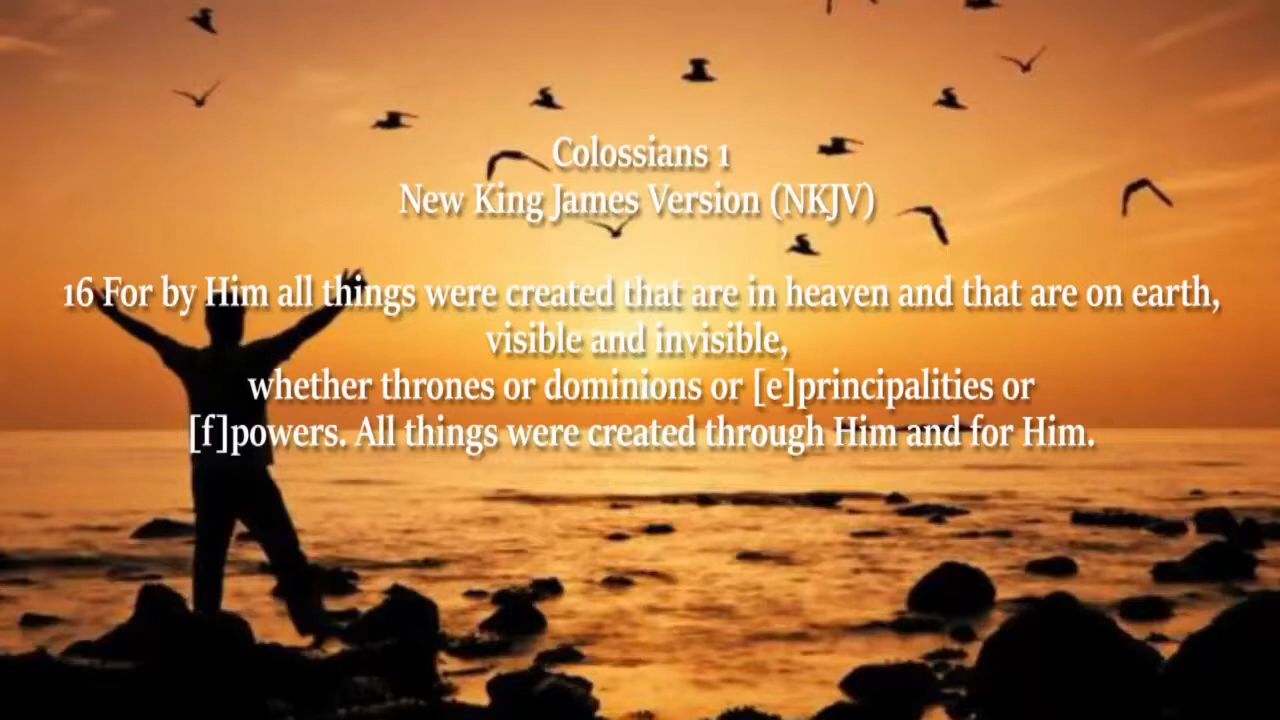 Colossians 1
New King James Version (NKJV)
16 For by Him all things were created that are in heaven and that are on earth,
visible and invisible,
whether thrones or dominions or [e]principalities or
[f]powers. All things were created through Him and for Him.